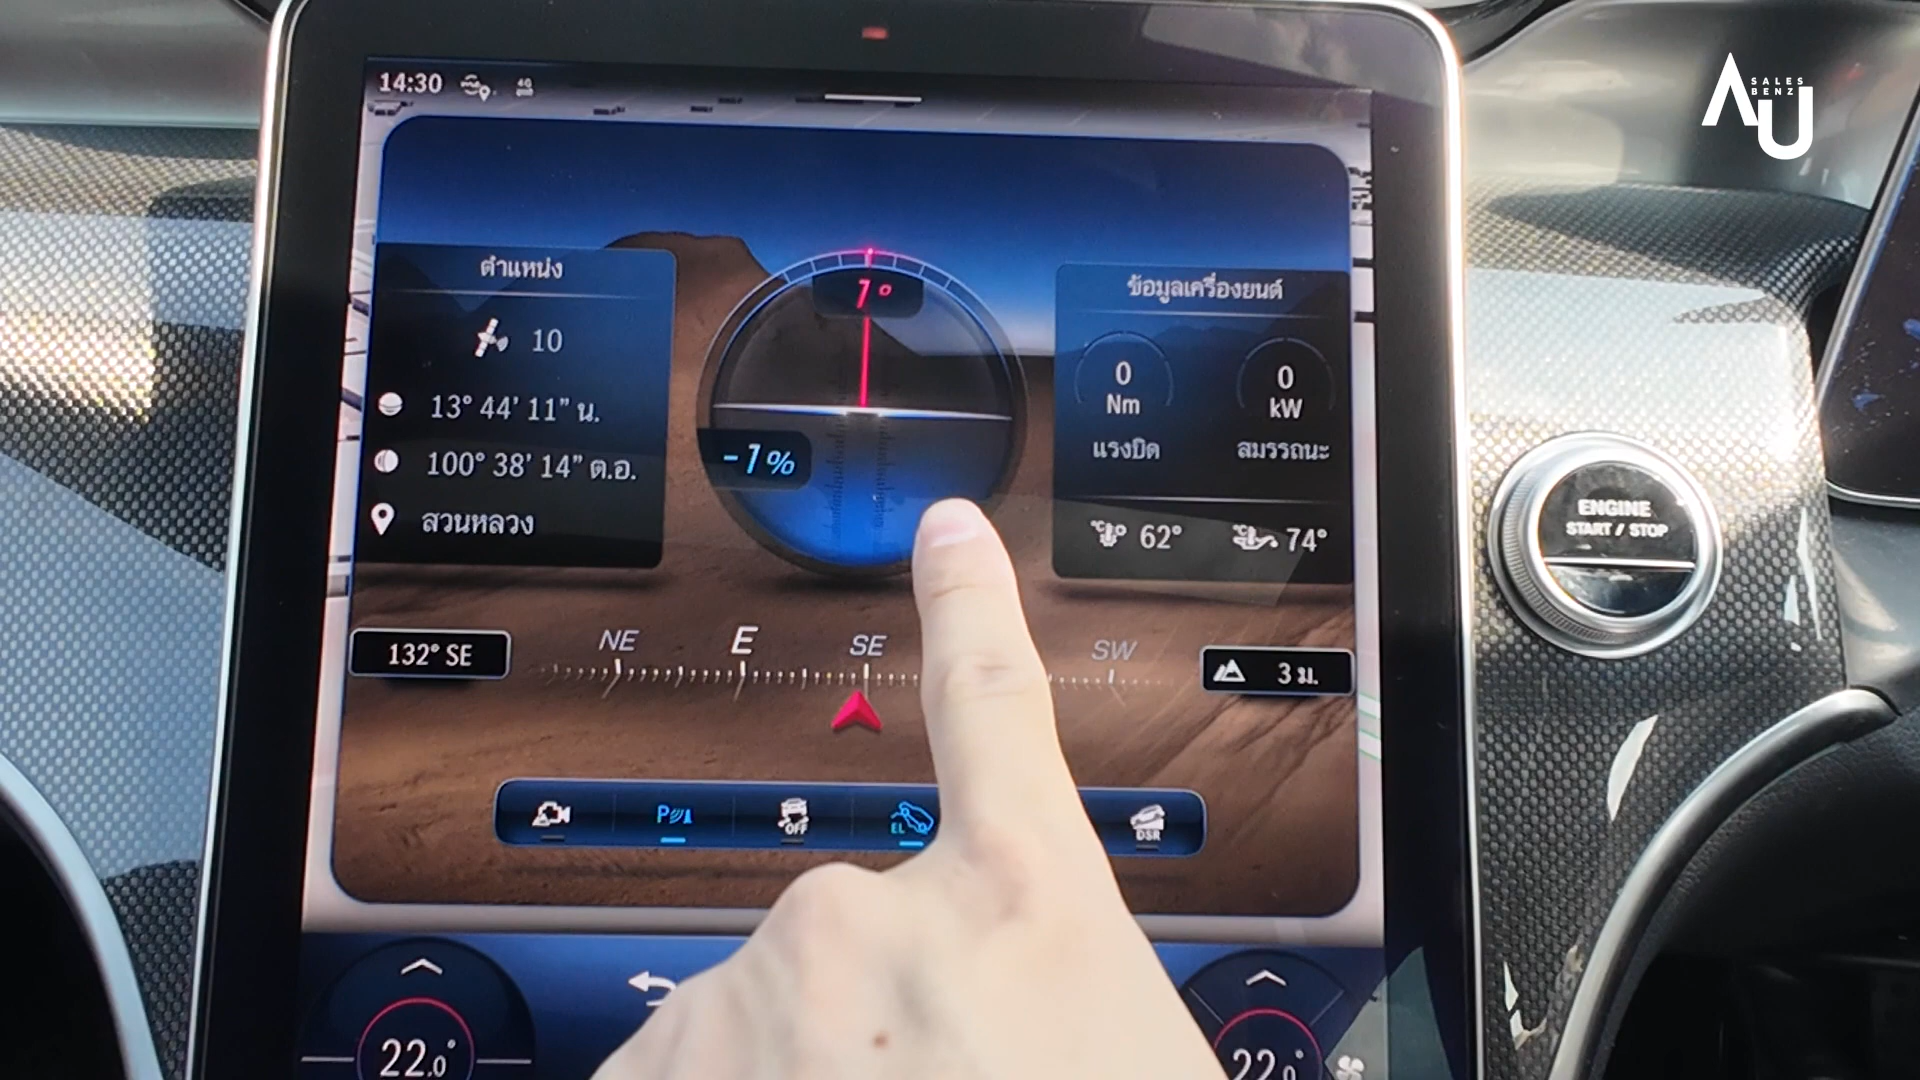 14:30
4G
SALES
BENZ
AU
ตำแหน่ง
10
13° 44' 11" น.
100° 38' 14" ต.อ.
สวนหลวง
1°
-1%
ข้อมูลเครื่องยนต์
0 0
Nm kW
แรงบิด สมรรถนะ
°C 62° °C 74°
ENGINE
START / STOP
132° SE
NE E SE SW
3 ม.
P OFF EL DSR
22.0° 22.0°